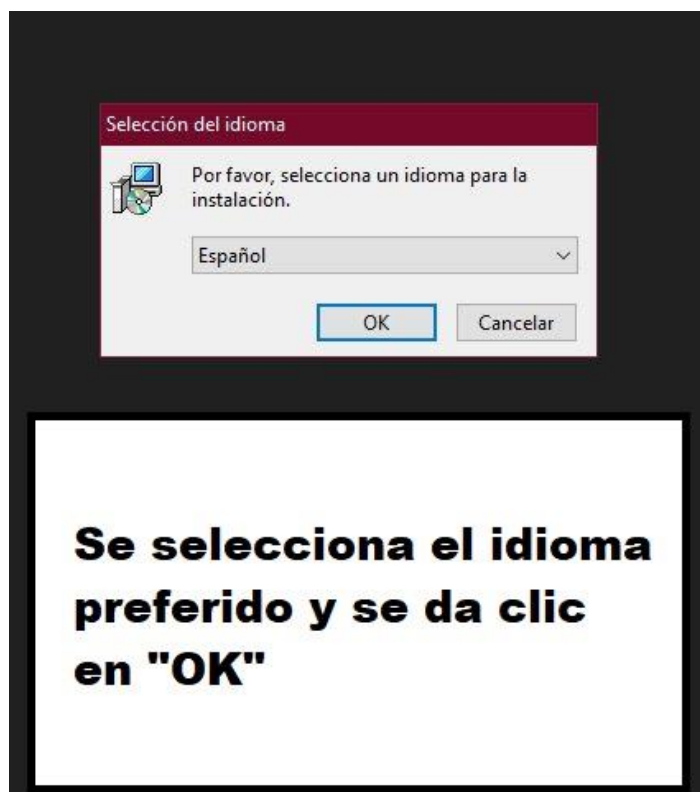 Selección del idioma
Por favor, selecciona un idioma para la
instalación.
Español
OK
Cancelar
Se selecciona el idioma
preferido y se da clic
en "OK"